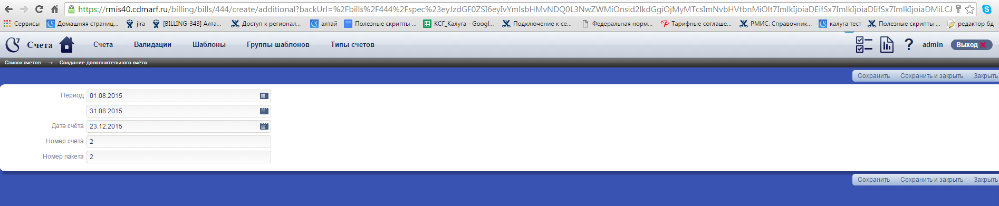 https://rmis40.cdmarf.ru/billing/bills/444/create/additional?backUrl=%2Fbills%2F444%2Fspec%23eyJzdGF0ZSI6eyIvYmlsbHMvNDQ0L3NwZWMiOnsid2lkdGgiOjMyMTcsImNvbHVtbnMiOlt7ImlkIjoiaDEifSx7ImlkIjoiaDIifSx7ImlkIjoiaDMiLCJ
Сервисы Домашняя страниц... jira [BILLING-343] Алта... Доступ к регионал... алтай Полезные скрипты ... КСГ_Калуга - Googl... Подключение к се... Федеральная норм... Тарифные соглаше... РМИС. Справочник... калуга тест Полезные скрипты ... редактор бд
Счета Счета Валидации Шаблоны Группы шаблонов Типы счетов ? admin Выход
Список счетов → Создание дополнительного счёта
Сохранить Сохранить и закрыть Закрыть
Период 01.08.2015
31.08.2015
Дата счёта 23.12.2015
Номер счета 2
Номер пакета 2
Сохранить Сохранить и закрыть Закрыть